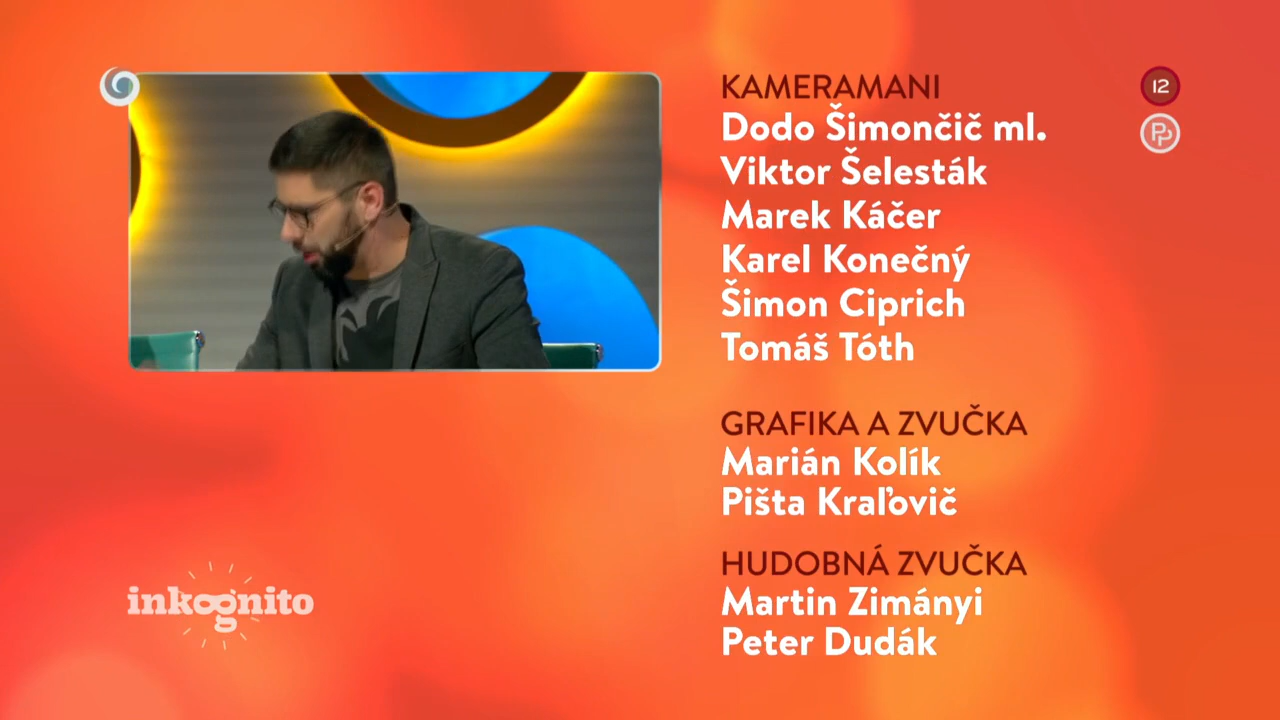 KAMERAMANI
Dodo Šimončič ml.
Viktor Šelesták
Marek Káčer
Karel Konečný
Šimon Ciprich
Tomáš Tóth
GRAFIKA A ZVUČKA
Marián Kolík
Pišta Kraľovič
HUDOBNÁ ZVUČKA
Martin Zimányi
Peter Dudák
inkognito
12
PP